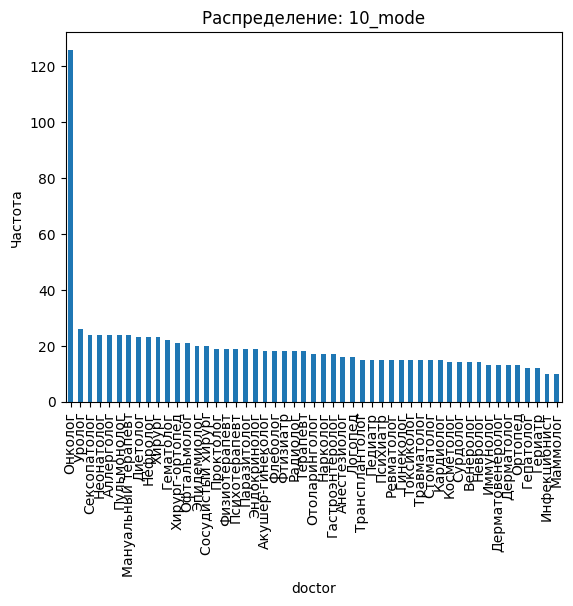 Распределение: 10_mode
Частота
120
100
80
60
40
20
0
Онколог
Уролог
Сексопатолог
Неонатолог
Аллерголог
Пульмонолог
Мануальный терапевт
Диетолог
Нефролог
Хирург
Гематолог
Хирург-ортопед
Офтальмолог
Эпидемиолог
Сосудистый хирург
Проктолог
Физиотерапевт
Психотерапевт
Паразитолог
Эндокринолог
Акушер-гинеколог
Флеболог
Фтизиатр
Радиолог
Терапевт
Отоларинголог
Нарколог
Гастроэнтеролог
Анестезиолог
Логопед
Трансплантолог
Педиатр
Психиатр
Ревматолог
Гинеколог
Токсиколог
Травматолог
Стоматолог
Кардиолог
Косметолог
Сурдолог
Венеролог
Невролог
Иммунолог
Дерматовенеролог
Дерматолог
Ортопед
Гепатолог
Гериатр
Инфекционист
Маммолог
doctor